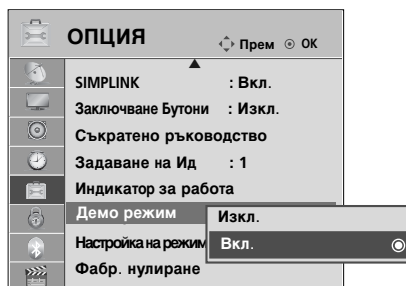 ОПЦИЯ Прем OK
SIMPLINK : Вкл.
Заключване Бутони : Изкл.
Съкратено ръководство
Задаване на Ид : 1
Индикатор за работа
Демо режим
Изкл.
Настройка на режим
Вкл.
Фабр. нулиране